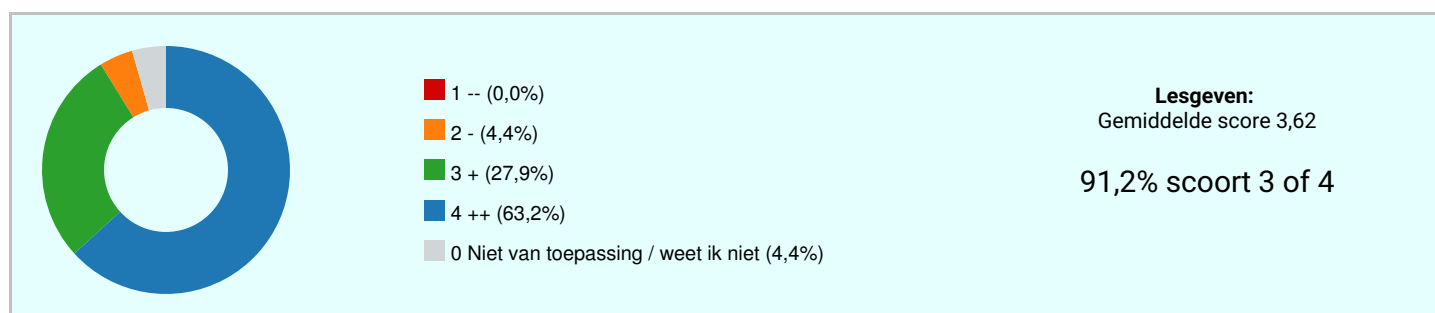 1 -- (0,0%)
2 - (4,4%)
3 + (27,9%)
4 ++ (63,2%)
0 Niet van toepassing / weet ik niet (4,4%)
Lesgeven:
Gemiddelde score 3,62
91,2% scoort 3 of 4